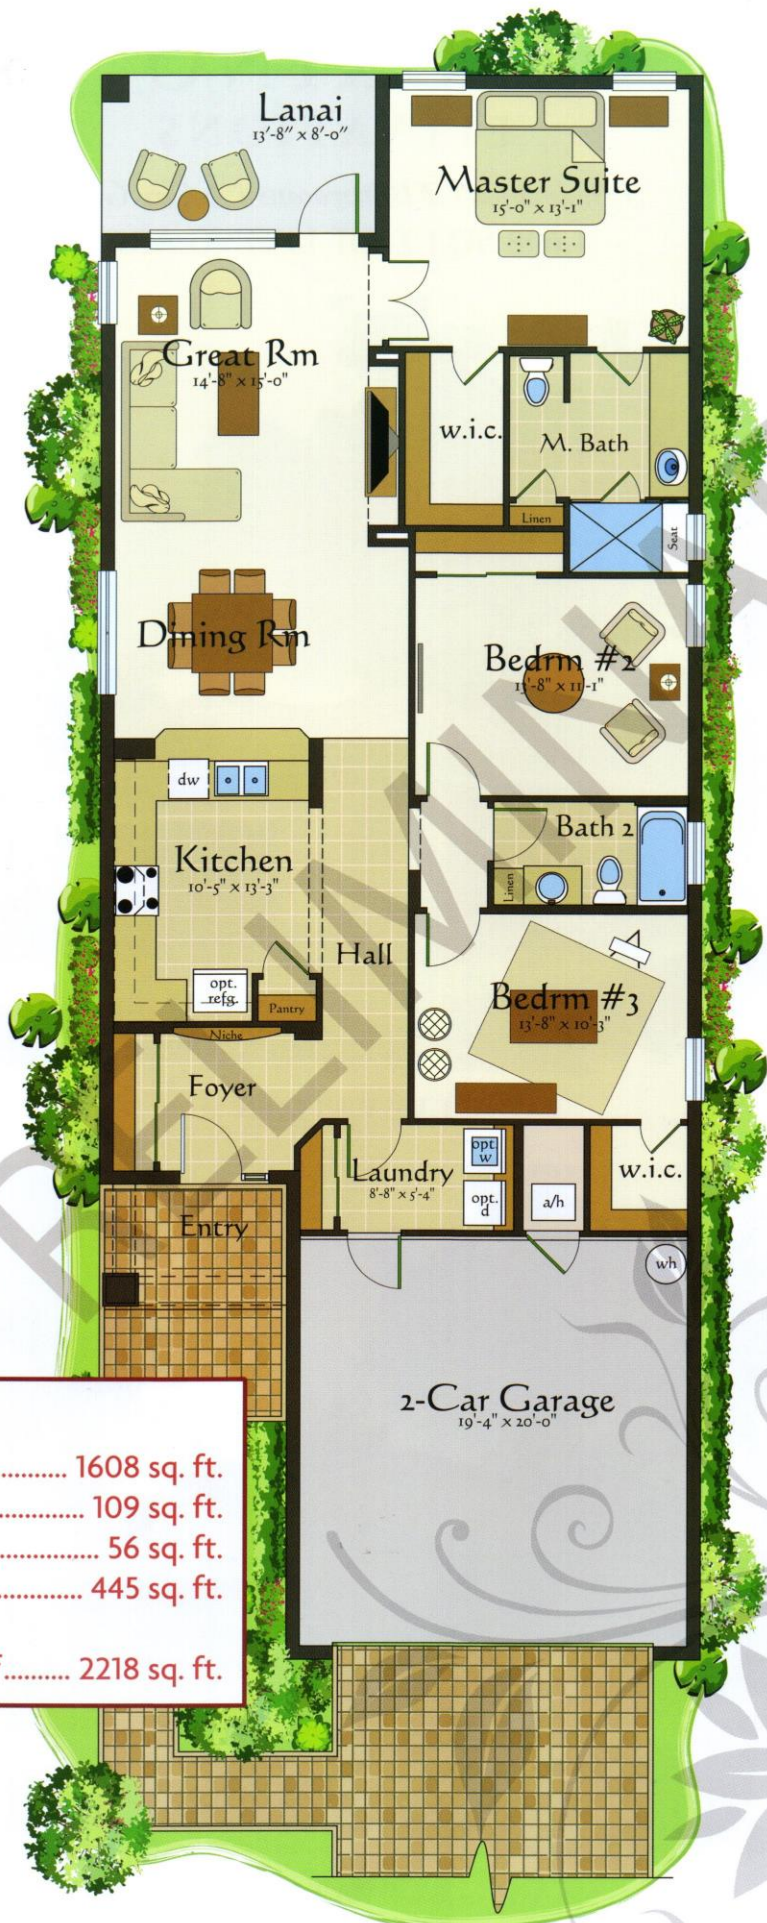 Lanai
13'-8" x 8'-0"
Master Suite
15'-0" x 13'-1"
Great Rm
14'-8" x 15'-0"
w.i.c.
M. Bath
Linen
Seat
Dining Rm
Bedrm #2
13'-8" x 11'-1"
dw
Kitchen
10'-5" x 13'-3"
Bath 2
Linen
Hall
opt.
refg.
Pantry
Bedrm #3
13'-8" x 10'-3"
Niche
Foyer
Laundry
8'-8" x 5'-4"
opt.
w
opt.
d
a/h
w.i.c.
Entry
wh
2-Car Garage
19'-4" x 20'-0"
.......... 1608 sq. ft.
............ 109 sq. ft.
............... 56 sq. ft.
............. 445 sq. ft.
......... 2218 sq. ft.